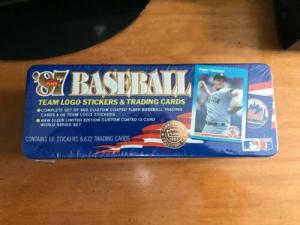 '87 BASEBALL
TEAM LOGO STICKERS & TRADING CARDS
• COMPLETE SET OF 660 CUSTOM COATED FLEER BASEBALL TRADING
CARDS & 66 TEAM LOGO STICKERS
• NEW FLEER LIMITED EDITION CUSTOM COATED 12 CARD
WORLD SERIES SET
CONTAINS 66 STICKERS & 672 TRADING CARDS